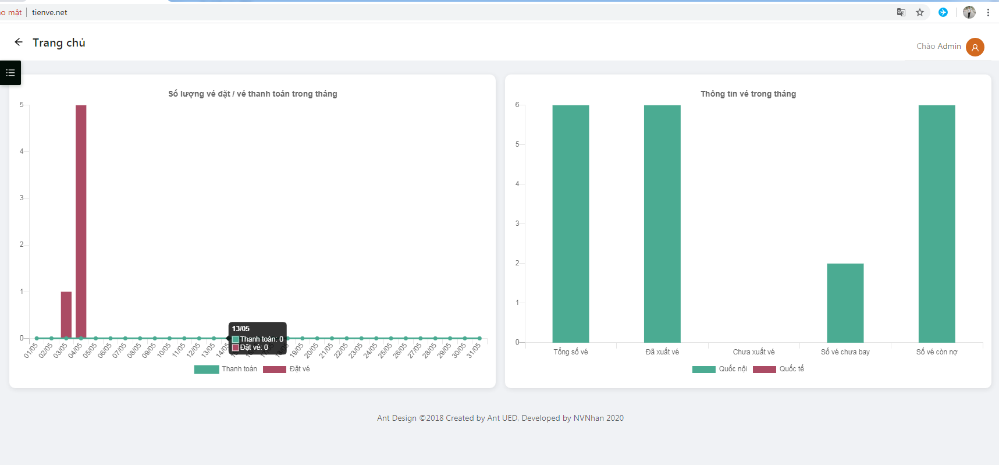 ảo mật tienve.net
Trang chủ
Chào Admin
Số lượng vé đặt / vé thanh toán trong tháng
5
4
3
2
1
0
01/05 02/05 03/05 04/05 05/05 06/05 07/05 08/05 09/05 10/05 11/05 12/05 13/05 14/05 18/05 19/05 20/05 21/05 22/05 23/05 24/05 25/05 26/05 27/05 28/05 29/05 30/05 31/05
13/05
Thanh toán: 0
Đặt vé: 0
Thanh toán Đặt vé
Thông tin vé trong tháng
6
5
4
3
2
1
0
Tổng số vé Đã xuất vé Chưa xuất vé Số vé chưa bay Số vé còn nợ
Quốc nội Quốc tế
Ant Design ©2018 Created by Ant UED, Developed by NVNhan 2020